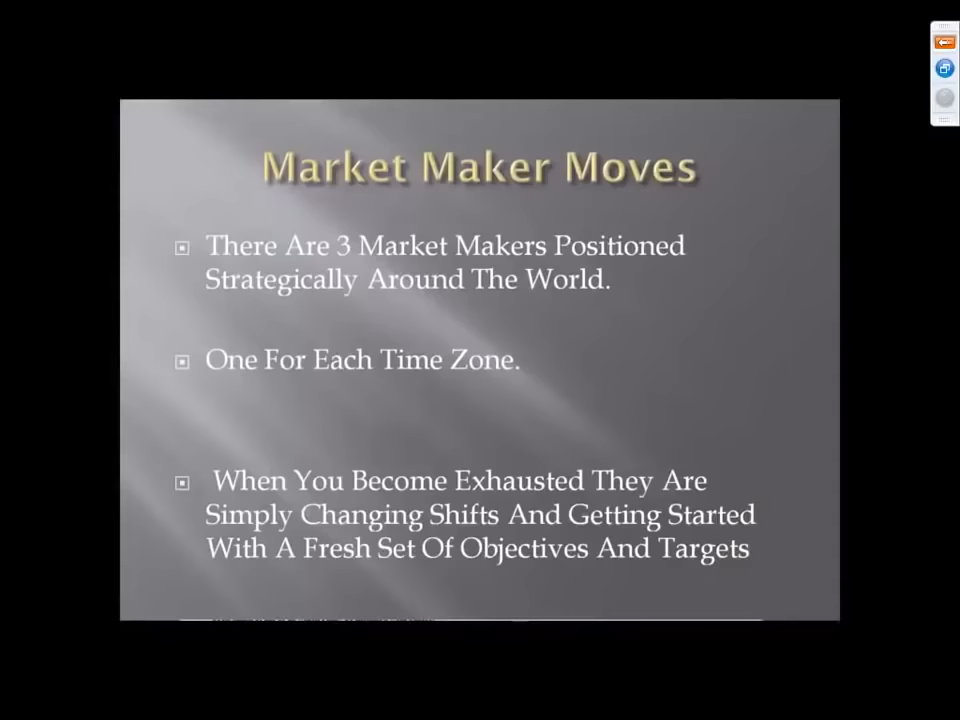 Market Maker Moves
There Are 3 Market Makers Positioned
Strategically Around The World.
One For Each Time Zone.
When You Become Exhausted They Are
Simply Changing Shifts And Getting Started
With A Fresh Set Of Objectives And Targets